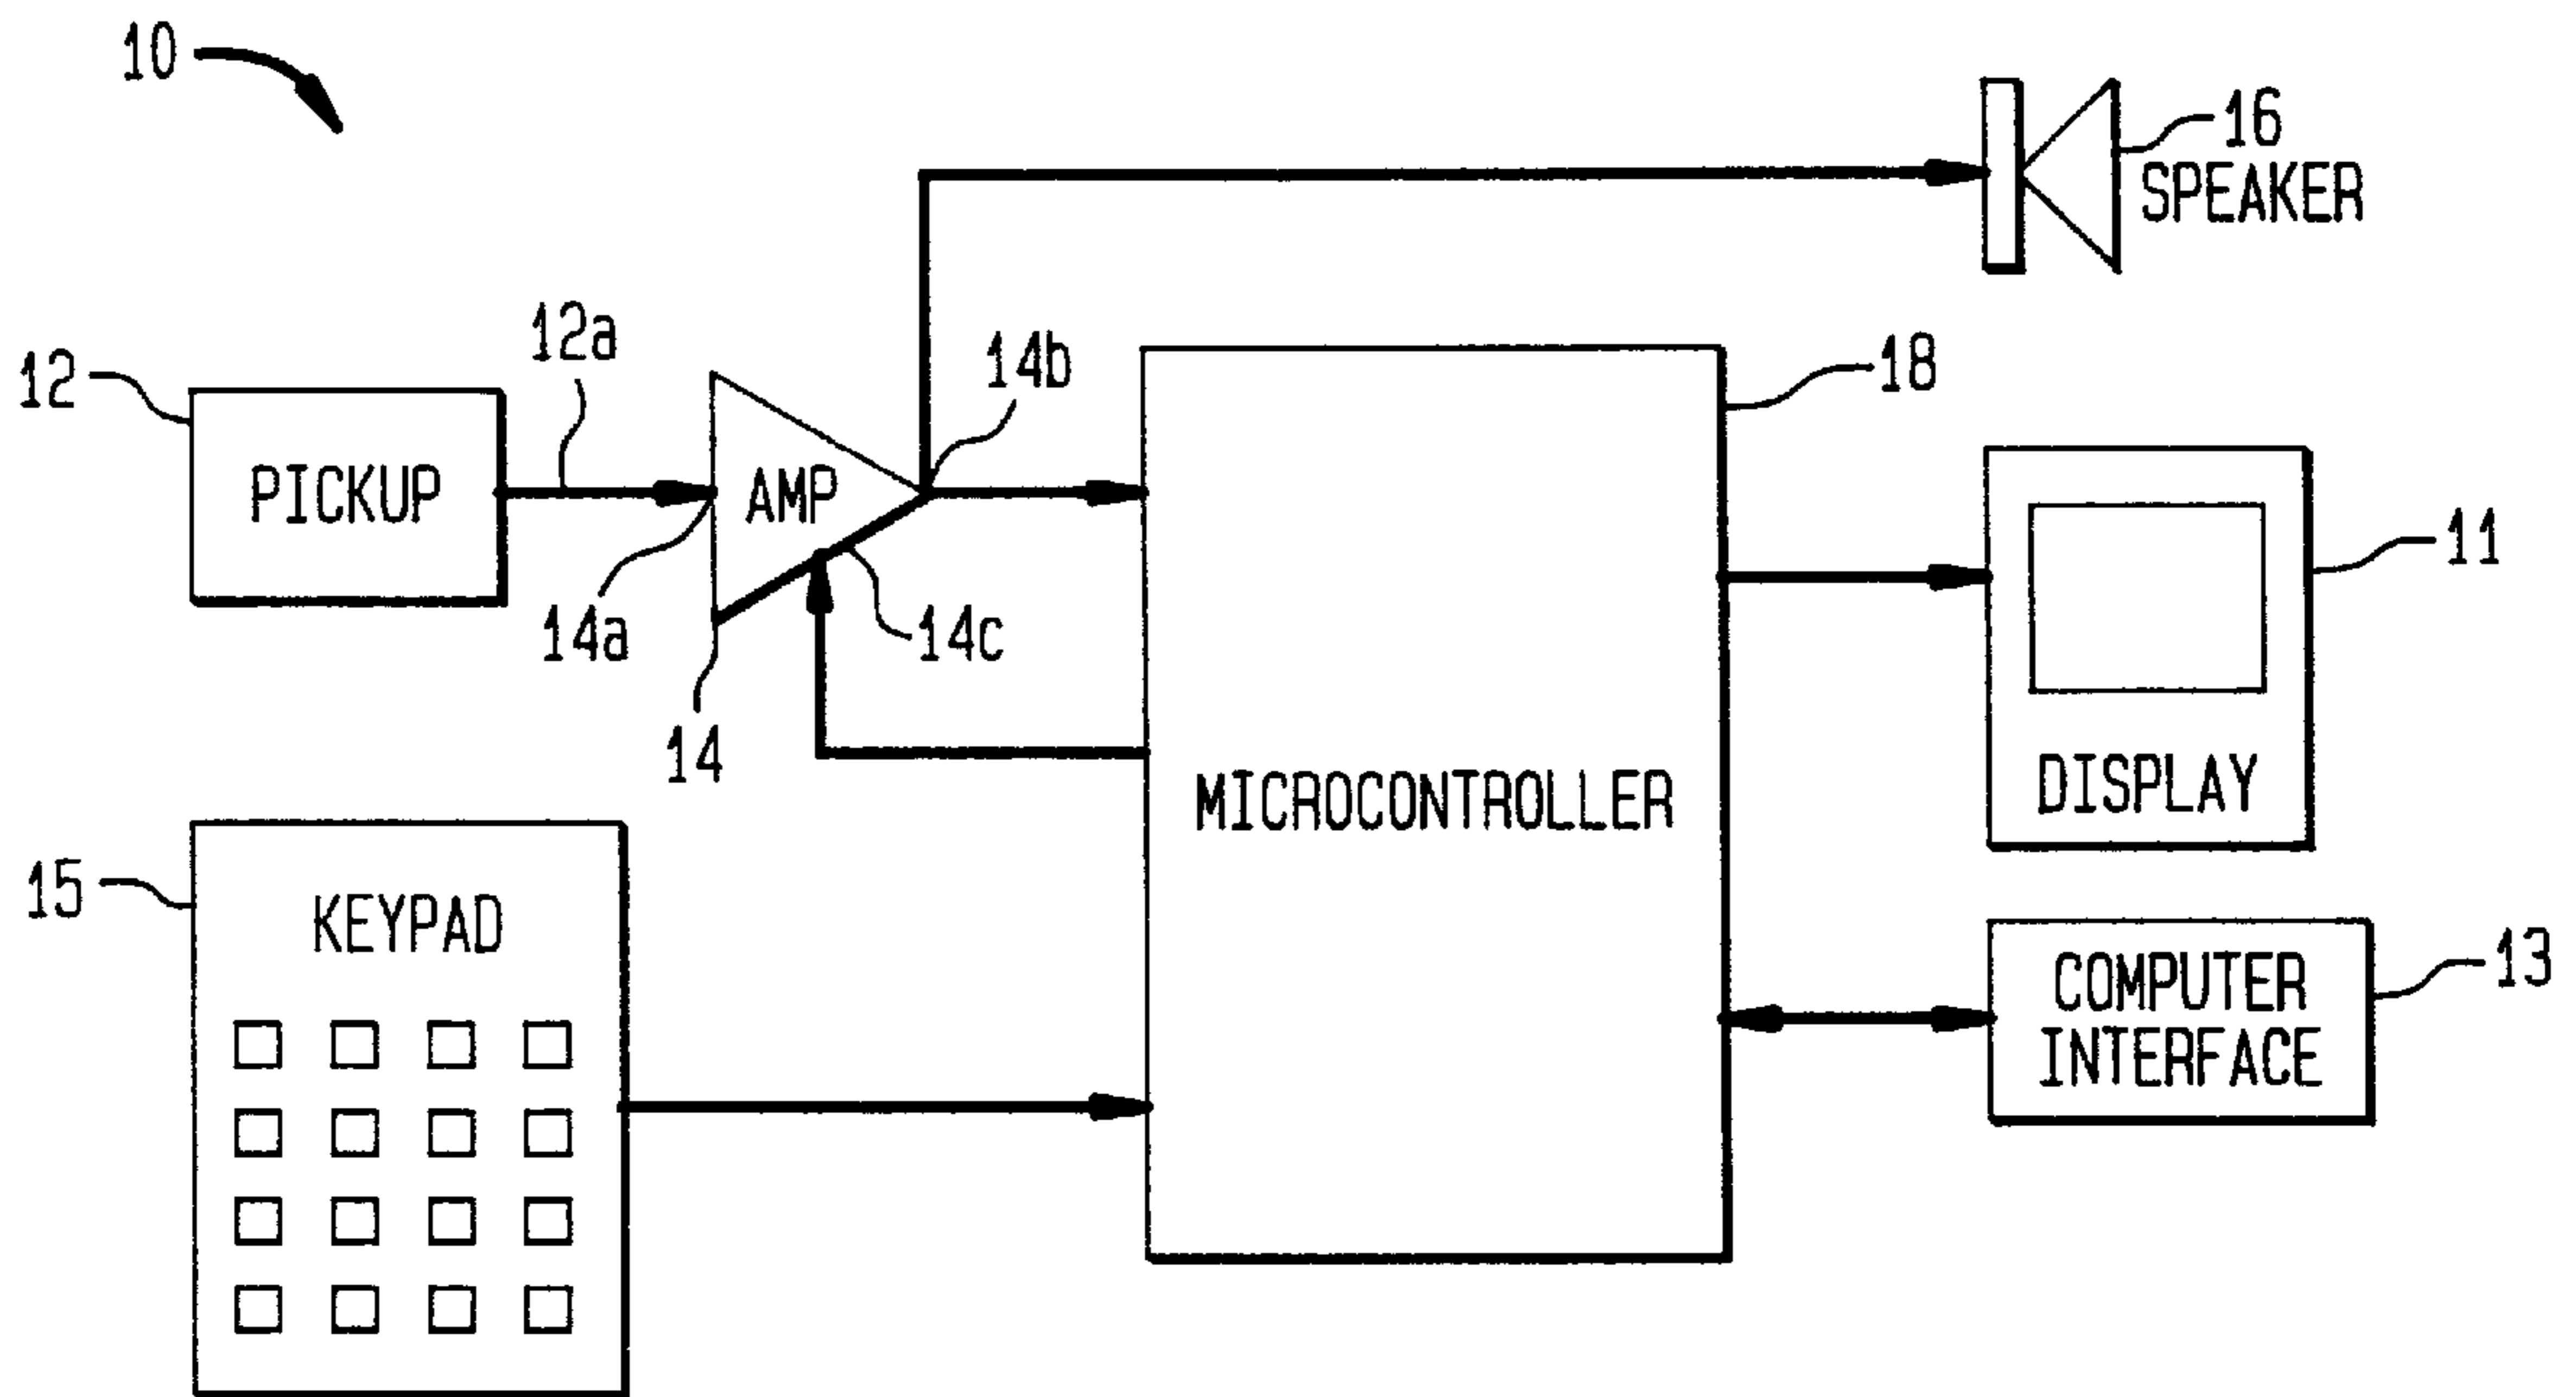 10
16
SPEAKER
12a
14b
12
18
PICKUP
AMP
11
14a
14c
14
MICROCONTROLLER
DISPLAY
15
KEYPAD
13
COMPUTER
INTERFACE